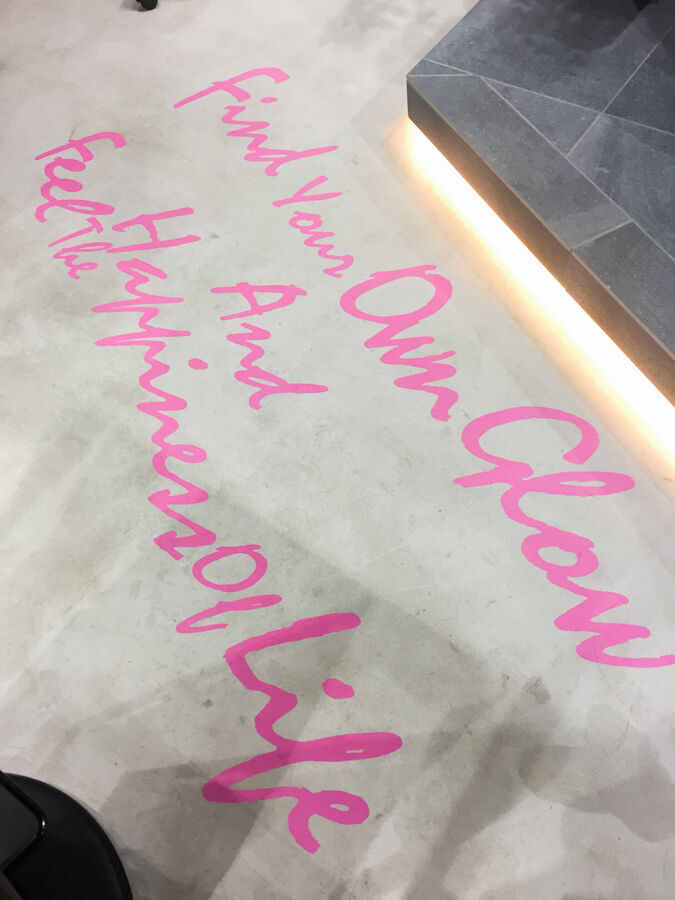 Find Your Own Glow
And
Feel The Happiness Of Life